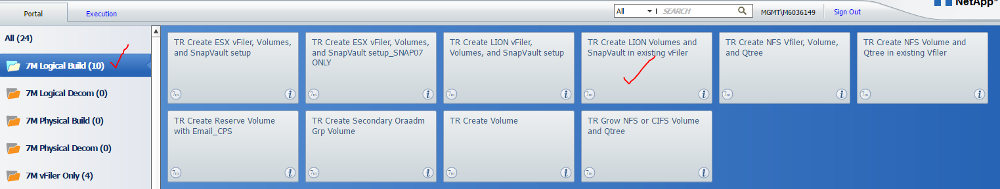 Portal
Execution
All
SEARCH
MGMT\M6036149
Sign Out
NetApp
All (24)
7M Logical Build (10)
7M Logical Decom (0)
7M Physical Build (0)
7M Physical Decom (0)
7M vFiler Only (4)
TR Create ESX vFiler, Volumes,
and SnapVault setup
7m
i
TR Create ESX vFiler, Volumes,
and SnapVault setup_SNAP07
ONLY
7m
i
TR Create LION vFiler,
Volumes, and SnapVault setup
7m
i
TR Create LION Volumes and
SnapVault in existing vFiler
7m
i
TR Create NFS Vfiler, Volume,
and Qtree
7m
i
TR Create NFS Volume and
Qtree in existing Vfiler
7m
i
TR Create Reserve Volume
with Email_CPS
7m
i
TR Create Secondary Oraadm
Grp Volume
7m
i
TR Create Volume
7m
i
TR Grow NFS or CIFS Volume
and Qtree
7m
i